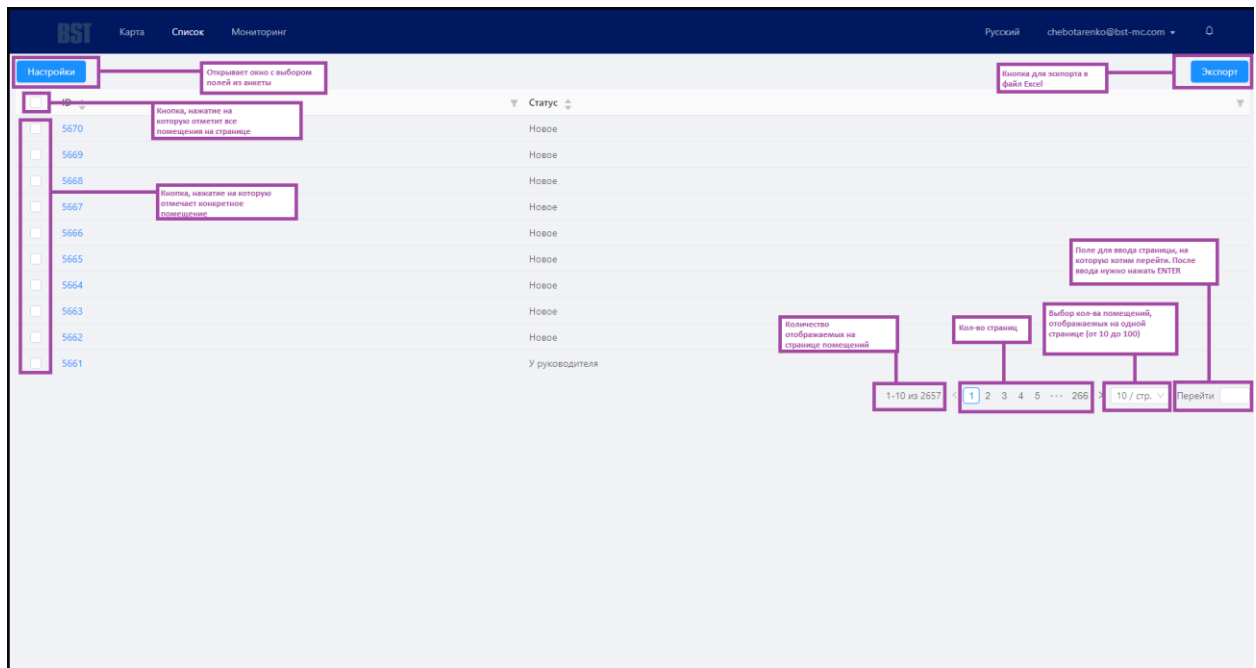 BST Карта Список Мониторинг Русский chebotarenko@bst-mc.com
Настройки
Открывает окно с выбором
полей из анкеты
Кнопка для эскпорта в
файл Excel
Экспорт
ID Статус
Кнопка, нажатие на
которую отметит все
помещения на странице
5670 Новое
5669 Новое
5668 Новое
Кнопка, нажатие на которую
отмечает конкретное
помещение
5667 Новое
5666 Новое
5665 Новое
Поле для ввода страницы, на
которую хотим перейти. После
ввода нужно нажать ENTER
5664 Новое
5663 Новое
5662 Новое
5661 У руководителя
Количество
отображаемых на
странице помещений
Кол-во страниц
Выбор кол-ва помещений,
отображаемых на одной
странице (от 10 до 100)
1-10 из 2657 < 1 2 3 4 5 ··· 266 > 10 / стр. Перейти